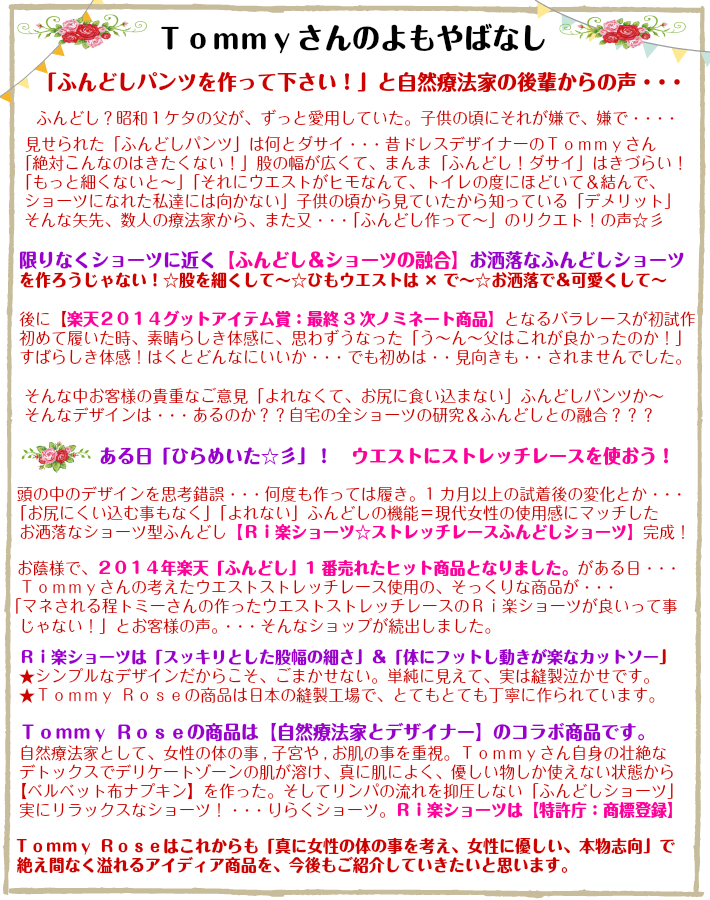 Ｔｏｍｍｙさんのよもやばなし
「ふんどしパンツを作って下さい！」と自然療法家の後輩からの声・・・
ふんどし？昭和１ケタの父が、ずっと愛用していた。子供の頃にそれが嫌で、嫌で・・・・
見せられた「ふんどしパンツ」は何とダサイ・・・昔ドレスデザイナーのＴｏｍｍｙさん
「絶対こんなのはきたくない！」股の幅が広くて、まんま「ふんどし！ダサイ」はきづらい！
「もっと細くないと～」「それにウエストがヒモなんて、トイレの度にほどいて＆結んで、
ショーツになれた私達には向かない」子供の頃から見ていたから知っている「デメリット」
そんな矢先、数人の療法家から、また又・・・「ふんどし作って～」のリクエト！の声☆彡
限りなくショーツに近く【ふんどし＆ショーツの融合】お洒落なふんどしショーツ
を作ろうじゃない！☆股を細くして～☆ひもウエストは × で～☆お洒落で＆可愛くして～
後に【楽天２０１４グットアイテム賞：最終３次ノミネート商品】となるバラレースが初試作
初めて履いた時、素晴らしき体感に、思わずうなった「う～ん～父はこれが良かったのか！」
すばらしき体感！はくとどんなにいいか・・・でも初めは・・見向きも・・されませんでした。
そんな中お客様の貴重なご意見「よれなくて、お尻に食い込まない」ふんどしパンツか～
そんなデザインは・・・あるのか？？自宅の全ショーツの研究＆ふんどしとの融合？？？
ある日「ひらめいた☆彡」！　ウエストにストレッチレースを使おう！
頭の中のデザインを思考錯誤・・・何度も作っては履き。１カ月以上の試着後の変化とか・・・
「お尻にくい込む事もなく」「よれない」ふんどしの機能＝現代女性の使用感にマッチした
お洒落なショーツ型ふんどし【Ｒｉ楽ショーツ☆ストレッチレースふんどしショーツ】完成！
お蔭様で、２０１４年楽天「ふんどし」１番売れたヒット商品となりました。がある日・・・
Ｔｏｍｍｙさんの考えたウエストストレッチレース使用の、そっくりな商品が・・・
「マネされる程トミーさんの作ったウエストストレッチレースのＲｉ楽ショーツが良いって事
じゃない！」とお客様の声。・・・そんなショップが続出しました。
Ｒｉ楽ショーツは「スッキリとした股幅の細さ」＆「体にフットし動きが楽なカットソー」
★シンプルなデザインだからこそ、ごまかせない。単純に見えて、実は縫製泣かせです。
★Ｔｏｍｍｙ Ｒｏｓｅの商品は日本の縫製工場で、とてもとても丁寧に作られています。
Ｔｏｍｍｙ Ｒｏｓｅの商品は【自然療法家とデザイナー】のコラボ商品です。
自然療法家として、女性の体の事，子宮や，お肌の事を重視。Ｔｏｍｍｙさん自身の壮絶な
デトックスでデリケートゾーンの肌が溶け、真に肌によく、優しい物しか使えない状態から
【ベルベット布ナプキン】を作った。そしてリンパの流れを抑圧しない「ふんどしショーツ」
実にリラックスなショーツ！・・・りらくショーツ。Ｒｉ楽ショーツは【特許庁：商標登録】
Ｔｏｍｍｙ Ｒｏｓｅはこれからも「真に女性の体の事を考え、女性に優しい、本物志向」で
絶え間なく溢れるアイディア商品を、今後もご紹介していきたいと思います。